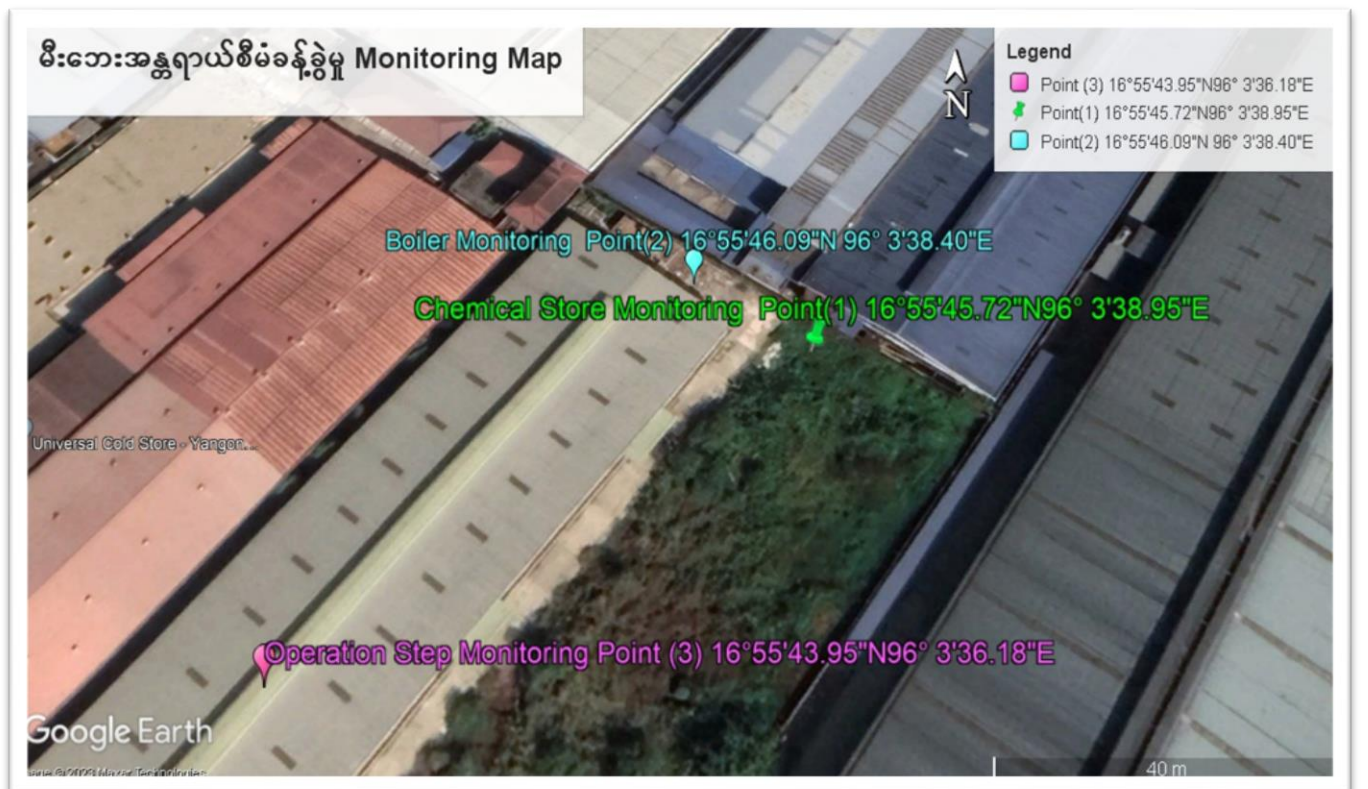 မီးဘေးအန္တရာယ်စီမံခန့်ခွဲမှု Monitoring Map
N
Legend
Point (3) 16°55'43.95"N96° 3'36.18"E
Point(1) 16°55'45.72"N96° 3'38.95"E
Point(2) 16°55'46.09"N 96° 3'38.40"E
Boiler Monitoring Point(2) 16°55'46.09"N 96° 3'38.40"E
Chemical Store Monitoring Point(1) 16°55'45.72"N96° 3'38.95"E
Universal Cold Store - Yangon...
Operation Step Monitoring Point (3) 16°55'43.95"N96° 3'36.18"E
Google Earth
© 2023 Maxar Technologies
40 m